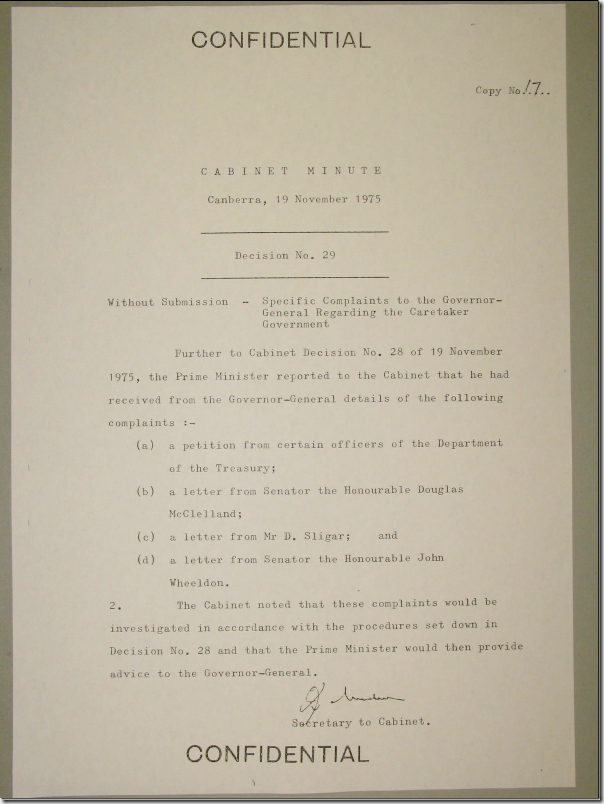 CONFIDENTIAL
Copy No. 17..
CABINET MINUTE
Canberra, 19 November 1975
Decision No. 29
Without Submission - Specific Complaints to the Governor-
General Regarding the Caretaker
Government
Further to Cabinet Decision No. 28 of 19 November
1975, the Prime Minister reported to the Cabinet that he had
received from the Governor-General details of the following
complaints :-
(a) a petition from certain officers of the Department
of the Treasury;
(b) a letter from Senator the Honourable Douglas
McClelland;
(c) a letter from Mr D. Sligar; and
(d) a letter from Senator the Honourable John
Wheeldon.
2. The Cabinet noted that these complaints would be
investigated in accordance with the procedures set down in
Decision No. 28 and that the Prime Minister would then provide
advice to the Governor-General.
Secretary to Cabinet.
CONFIDENTIAL